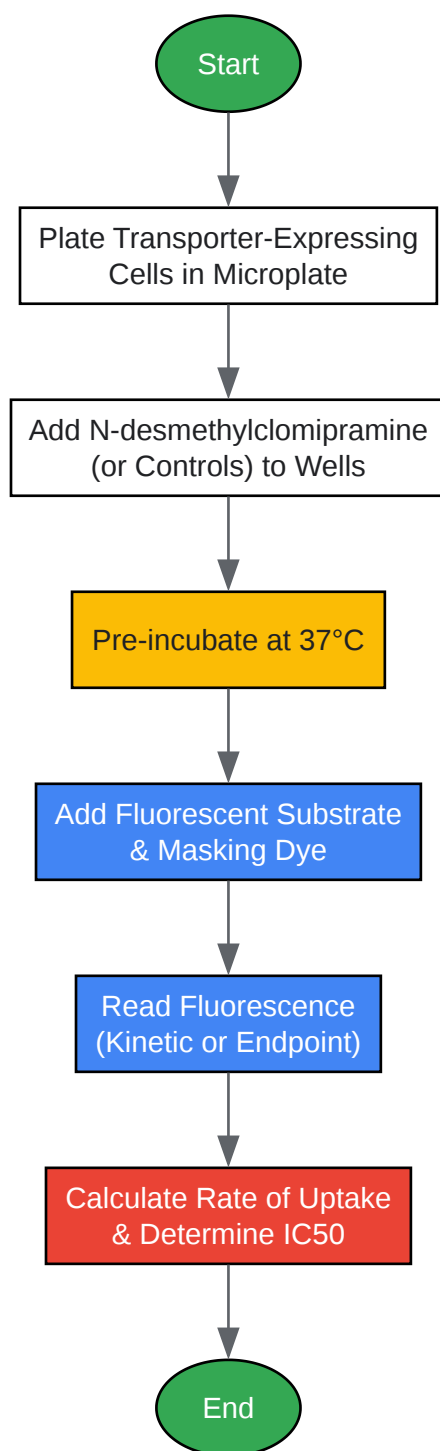 Start
Plate Transporter-Expressing
Cells in Microplate
Add N-desmethylclomipramine
(or Controls) to Wells
Pre-incubate at 37°C
Add Fluorescent Substrate
& Masking Dye
Read Fluorescence
(Kinetic or Endpoint)
Calculate Rate of Uptake
& Determine IC50
End